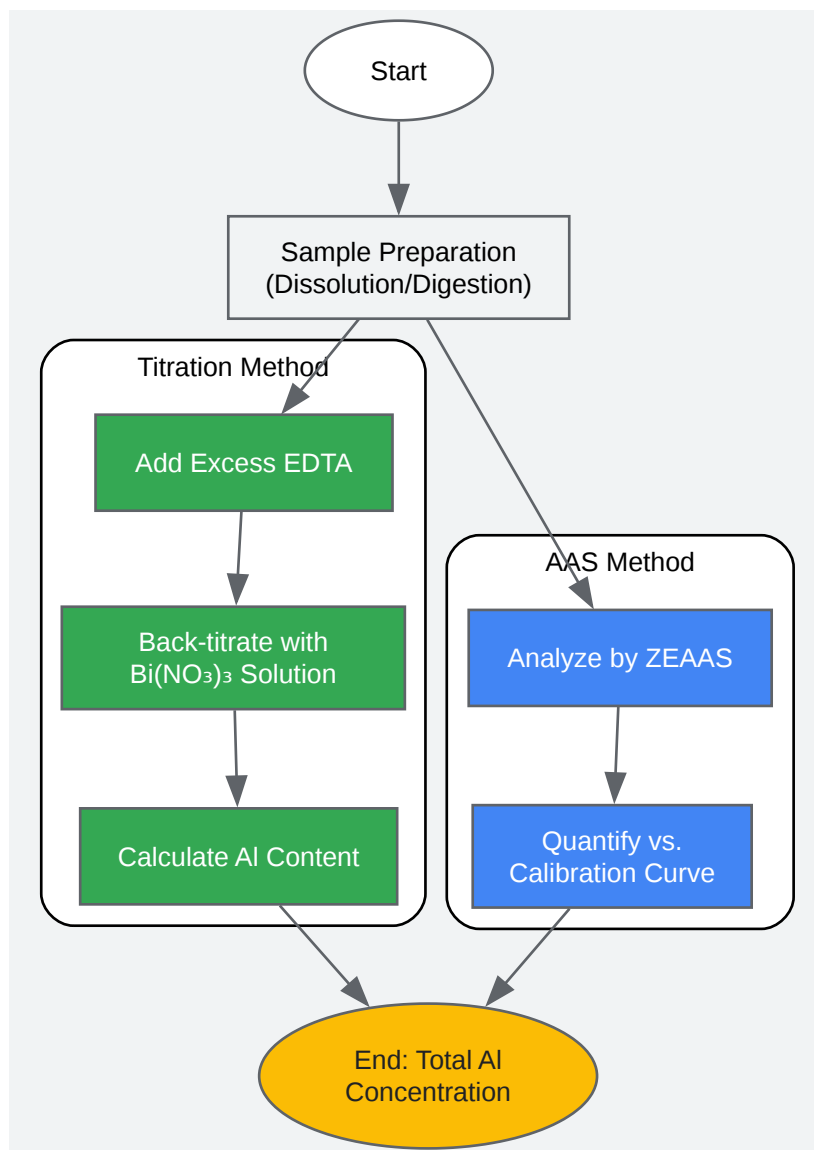 Start
Sample Preparation
(Dissolution/Digestion)
Titration Method
Add Excess EDTA
Back-titrate with
Bi(NO₃)₃ Solution
Calculate Al Content
AAS Method
Analyze by ZEAAS
Quantify vs.
Calibration Curve
End: Total Al
Concentration